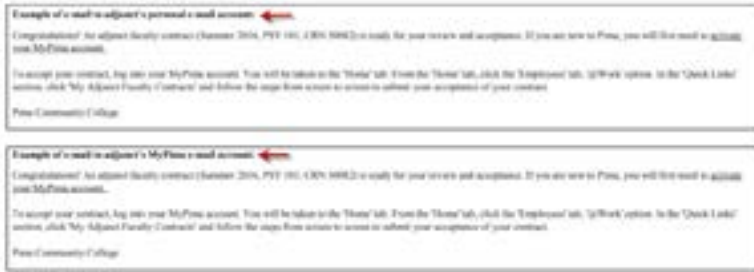 Example of e-mail to adjunct's personal e-mail account:
Congratulations! An adjunct faculty contract (Summer 2016, PSY 101, CRN) is ready for your review and acceptance. If you are new to Pima, you will first need to activate
your MyPima account.
To accept your contract, log into your MyPima account. You will be taken to the 'Home' tab. From the 'Home' tab, click the 'Employees' tab, '@Work' option. In the 'Quick Links'
section, click 'My Adjunct Faculty Contracts' and follow the steps from screen to screen to submit your acceptance of your contract.
Pima Community College
Example of e-mail to adjunct's MyPima e-mail account:
Congratulations! An adjunct faculty contract (Summer 2016, PSY 101, CRN) is ready for your review and acceptance. If you are new to Pima, you will first need to activate
your MyPima account.
To accept your contract, log into your MyPima account. You will be taken to the 'Home' tab. From the 'Home' tab, click the 'Employees' tab, '@Work' option. In the 'Quick Links'
section, click 'My Adjunct Faculty Contracts' and follow the steps from screen to screen to submit your acceptance of your contract.
Pima Community College